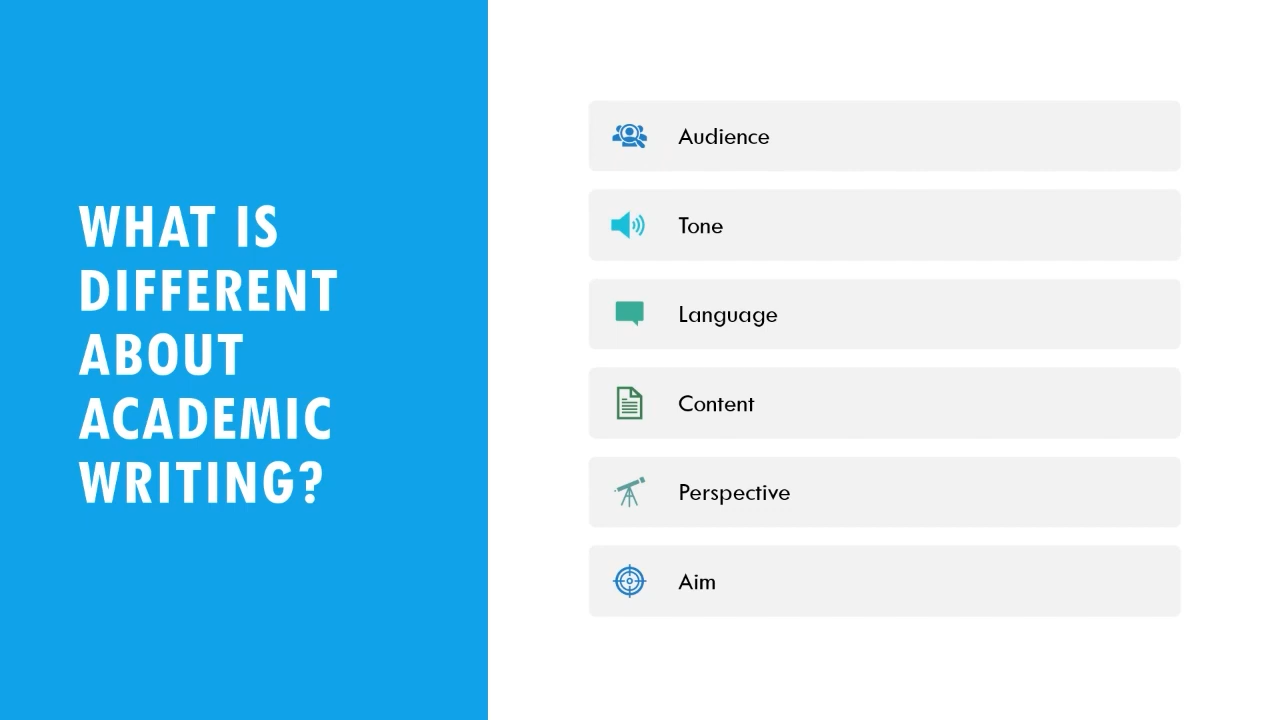 WHAT IS
DIFFERENT
ABOUT
ACADEMIC
WRITING?
Audience
Tone
Language
Content
Perspective
Aim